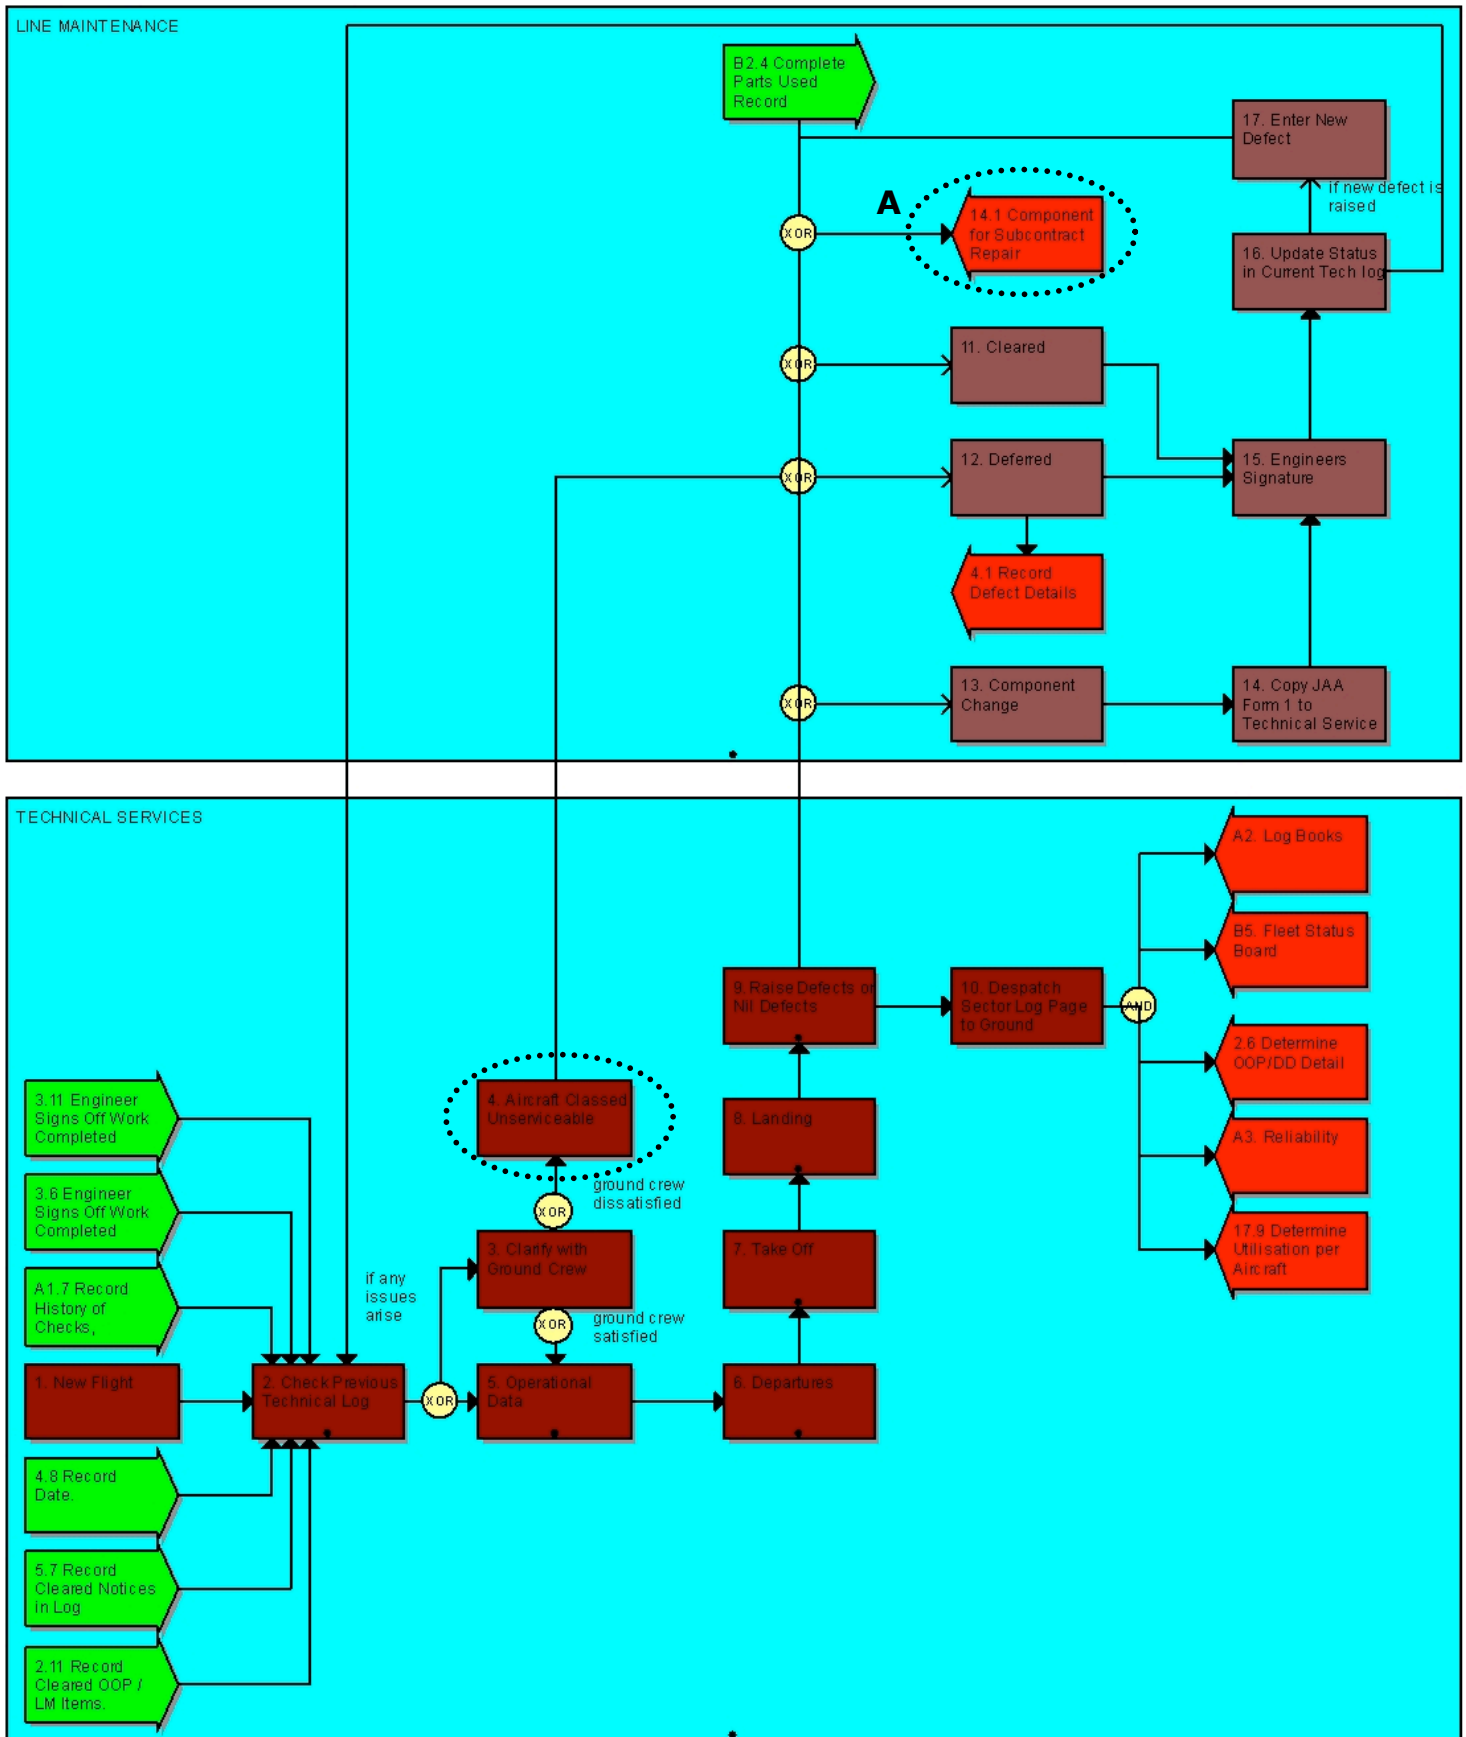 LINE MAINTENANCE
B2.4 Complete
Parts Used
Record
17. Enter New
Defect
if new defect is
raised
A
14.1 Component
for Subcontract
Repair
XOR
16. Update Status
in Current Tech log
11. Cleared
XOR
12. Deferred
XOR
15. Engineers
Signature
4.1 Record
Defect Details
13. Component
Change
XOR
14. Copy JAA
Form 1 to
Technical Service
TECHNICAL SERVICES
A2. Log Books
B5. Fleet Status
Board
9. Raise Defects or
Nil Defects
10. Despatch
Sector Log Page
to Ground
AND
2.6 Determine
OOP/DD Detail
A3. Reliability
17.9 Determine
Utilisation per
Aircraft
3.11 Engineer
Signs Off Work
Completed
4. Aircraft Classed
Unserviceable
8. Landing
3.6 Engineer
Signs Off Work
Completed
ground crew
dissatisfied
XOR
3. Clarify with
Ground Crew
7. Take Off
A1.7 Record
History of
Checks,
if any
issues
arise
XOR
ground crew
satisfied
1. New Flight
2. Check Previous
Technical Log
XOR
5. Operational
Data
6. Departures
4.8 Record
Date.
5.7 Record
Cleared Notices
in Log
2.11 Record
Cleared OOP /
LM Items.